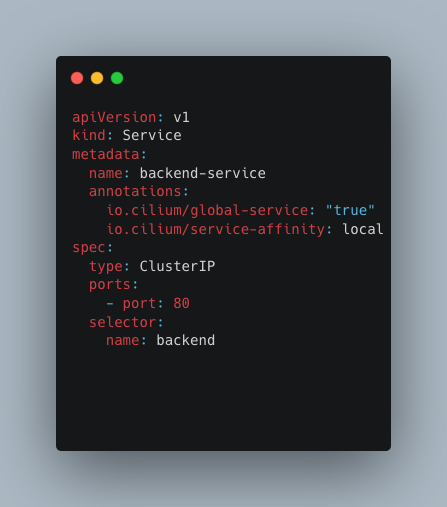 apiVersion: v1
kind: Service
metadata:
  name: backend-service
  annotations:
    io.cilium/global-service: "true"
    io.cilium/service-affinity: local
spec:
  type: ClusterIP
  ports:
    - port: 80
  selector:
    name: backend